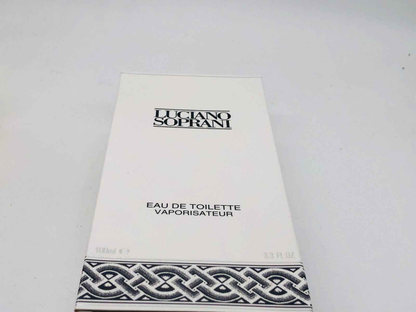 LUCIANO
SOPRANI
EAU DE TOILETTE
VAPORISATEUR
100ml ℮ 3.3 Fl.Oz